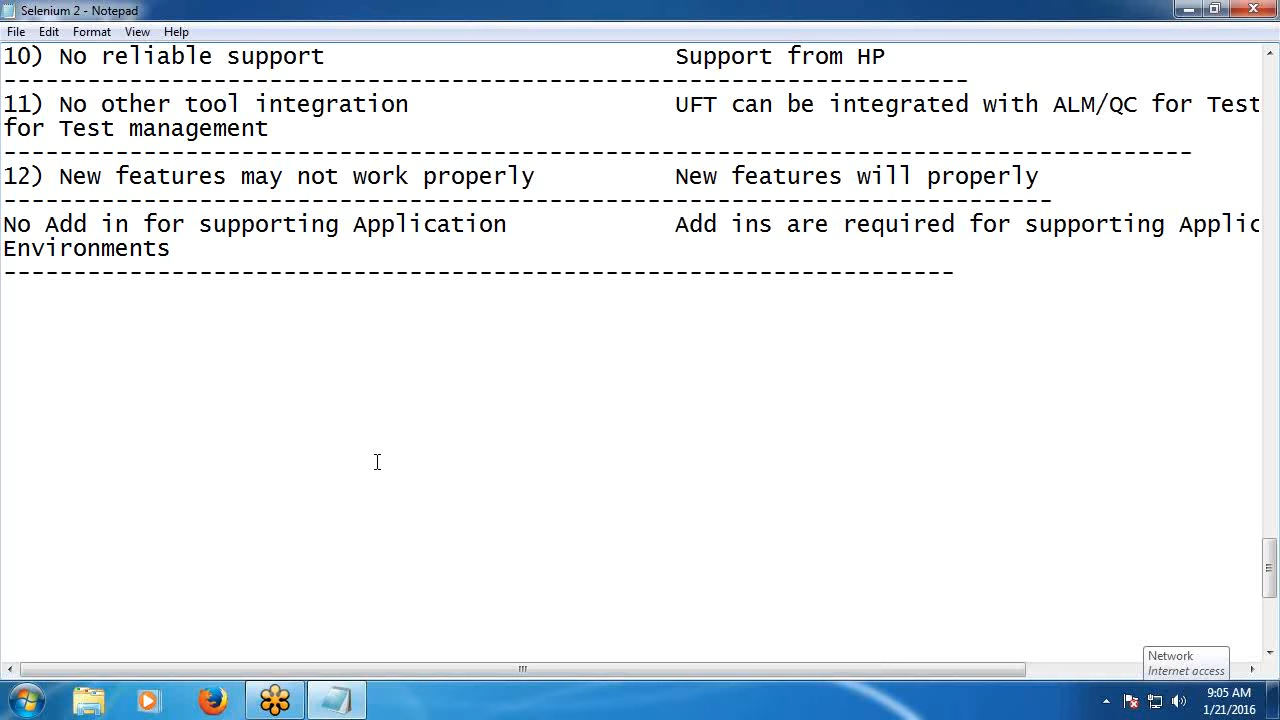 Selenium 2 - Notepad
File Edit Format View Help
10) No reliable support Support from HP
---------------------------------------------------------------------
11) No other tool integration UFT can be integrated with ALM/QC for Test
for Test management
-------------------------------------------------------------------------------------
12) New features may not work properly New features will properly
---------------------------------------------------------------------------
No Add in for supporting Application Add ins are required for supporting Applic
Environments
--------------------------------------------------------------------
Network
Internet access
9:05 AM
1/21/2016